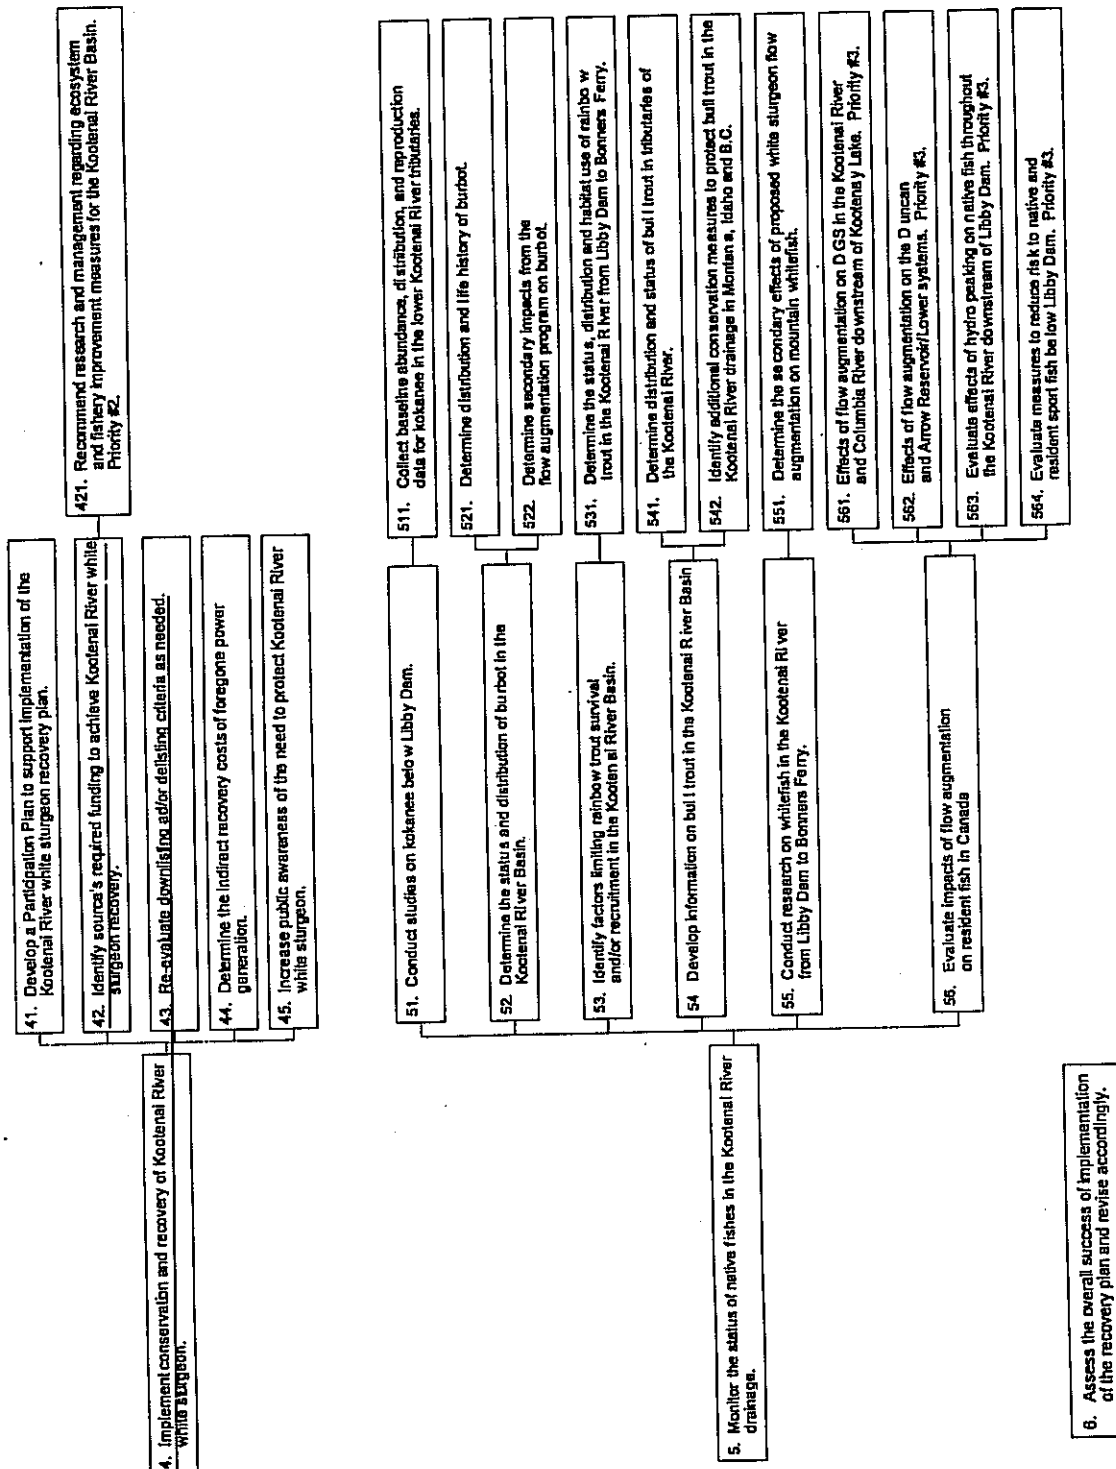 4. Implement conservation and recovery of Kootenai River
white sturgeon.
41. Develop a Participation Plan to support implementation of the
Kootenai River white sturgeon recovery plan.
42. Identify source's required funding to achieve Kootenai River white
sturgeon recovery.
421. Recommend research and management regarding ecosystem
and fishery improvement measures for the Kootenai River Basin.
Priority #2.
43. Re-evaluate downlisting ad/or delisting criteria as needed.
44. Determine the indirect recovery costs of foregone power
generation.
45. Increase public awareness of the need to protect Kootenai River
white sturgeon.
5. Monitor the status of native fishes in the Kootenai River
drainage.
51. Conduct studies on kokanee below Libby Dam.
511. Collect baseline abundance, distribution, and reproduction
data for kokanee in the lower Kootenai River tributaries.
52. Determine the status and distribution of burbot in the
Kootenai River Basin.
521. Determine distribution and life history of burbot.
522. Determine secondary impacts from the
flow augmentation program on burbot.
53. Identify factors limiting rainbow trout survival
and/or recruitment in the Kootenai River Basin.
531. Determine the status, distribution and habitat use of rainbow
trout in the Kootenai River from Libby Dam to Bonners Ferry.
54 Develop information on bull trout in the Kootenai River Basin
541. Determine distribution and status of bull trout in tributaries of
the Kootenai River.
542. Identify additional conservation measures to protect bull trout in the
Kootenai River drainage in Montana, Idaho and B.C.
55. Conduct research on whitefish in the Kootenai River
from Libby Dam to Bonners Ferry.
551. Determine the secondary effects of proposed white sturgeon flow
augmentation on mountain whitefish.
56. Evaluate impacts of flow augmentation
on resident fish in Canada
561. Effects of flow augmentation on DGS in the Kootenai River
and Columbia River downstream of Kootenay Lake. Priority #3.
562. Effects of flow augmentation on the Duncan
and Arrow Reservoir/Lower systems. Priority #3.
563. Evaluate effects of hydro peaking on native fish throughout
the Kootenai River downstream of Libby Dam. Priority #3.
564. Evaluate measures to reduce risk to native and
resident sport fish below Libby Dam. Priority #3.
6. Assess the overall success of implementation
of the recovery plan and revise accordingly.